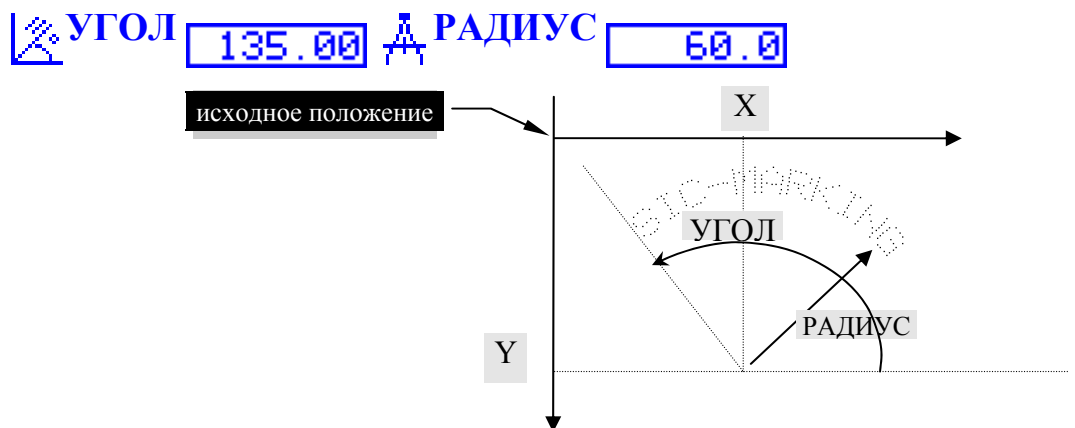 УГОЛ 135.00 РАДИУС 60.0
исходное положение
X
SIC-MARKING
УГОЛ
РАДИУС
Y